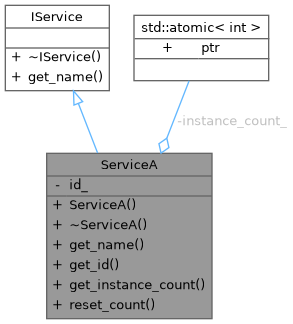 IService
+ ~IService()
+ get_name()
std::atomic< int >
+ ptr
-instance_count_
ServiceA
- id_
+ ServiceA()
+ ~ServiceA()
+ get_name()
+ get_id()
+ get_instance_count()
+ reset_count()